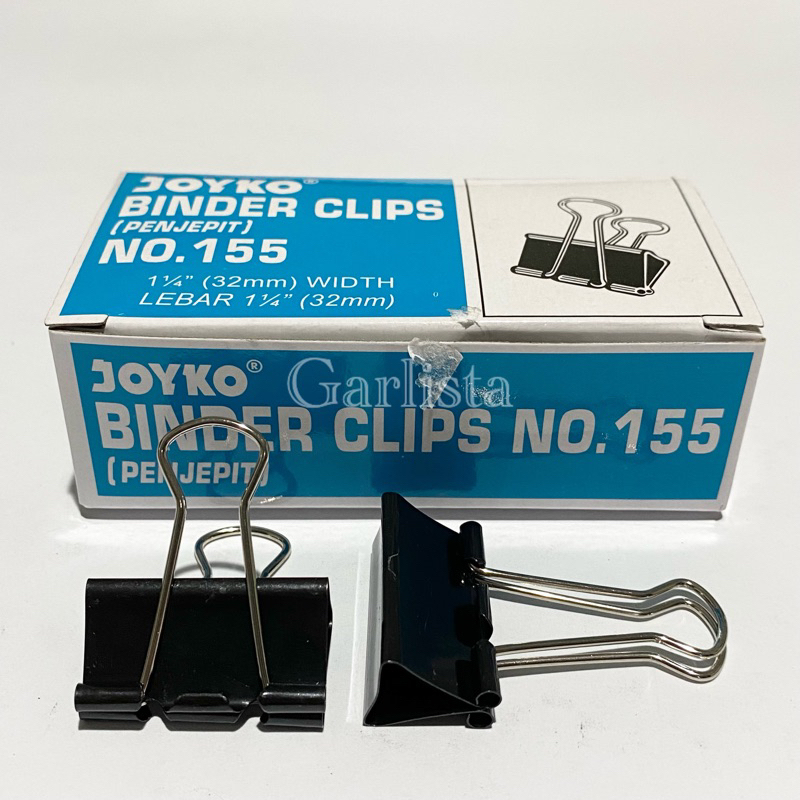 JOYKO®
BINDER CLIPS
(PENJEPIT)
NO.155
1¼" (32mm) WIDTH
LEBAR 1¼" (32mm)
JOYKO®
Garlista
BINDER CLIPS NO.155
(PENJEPIT)